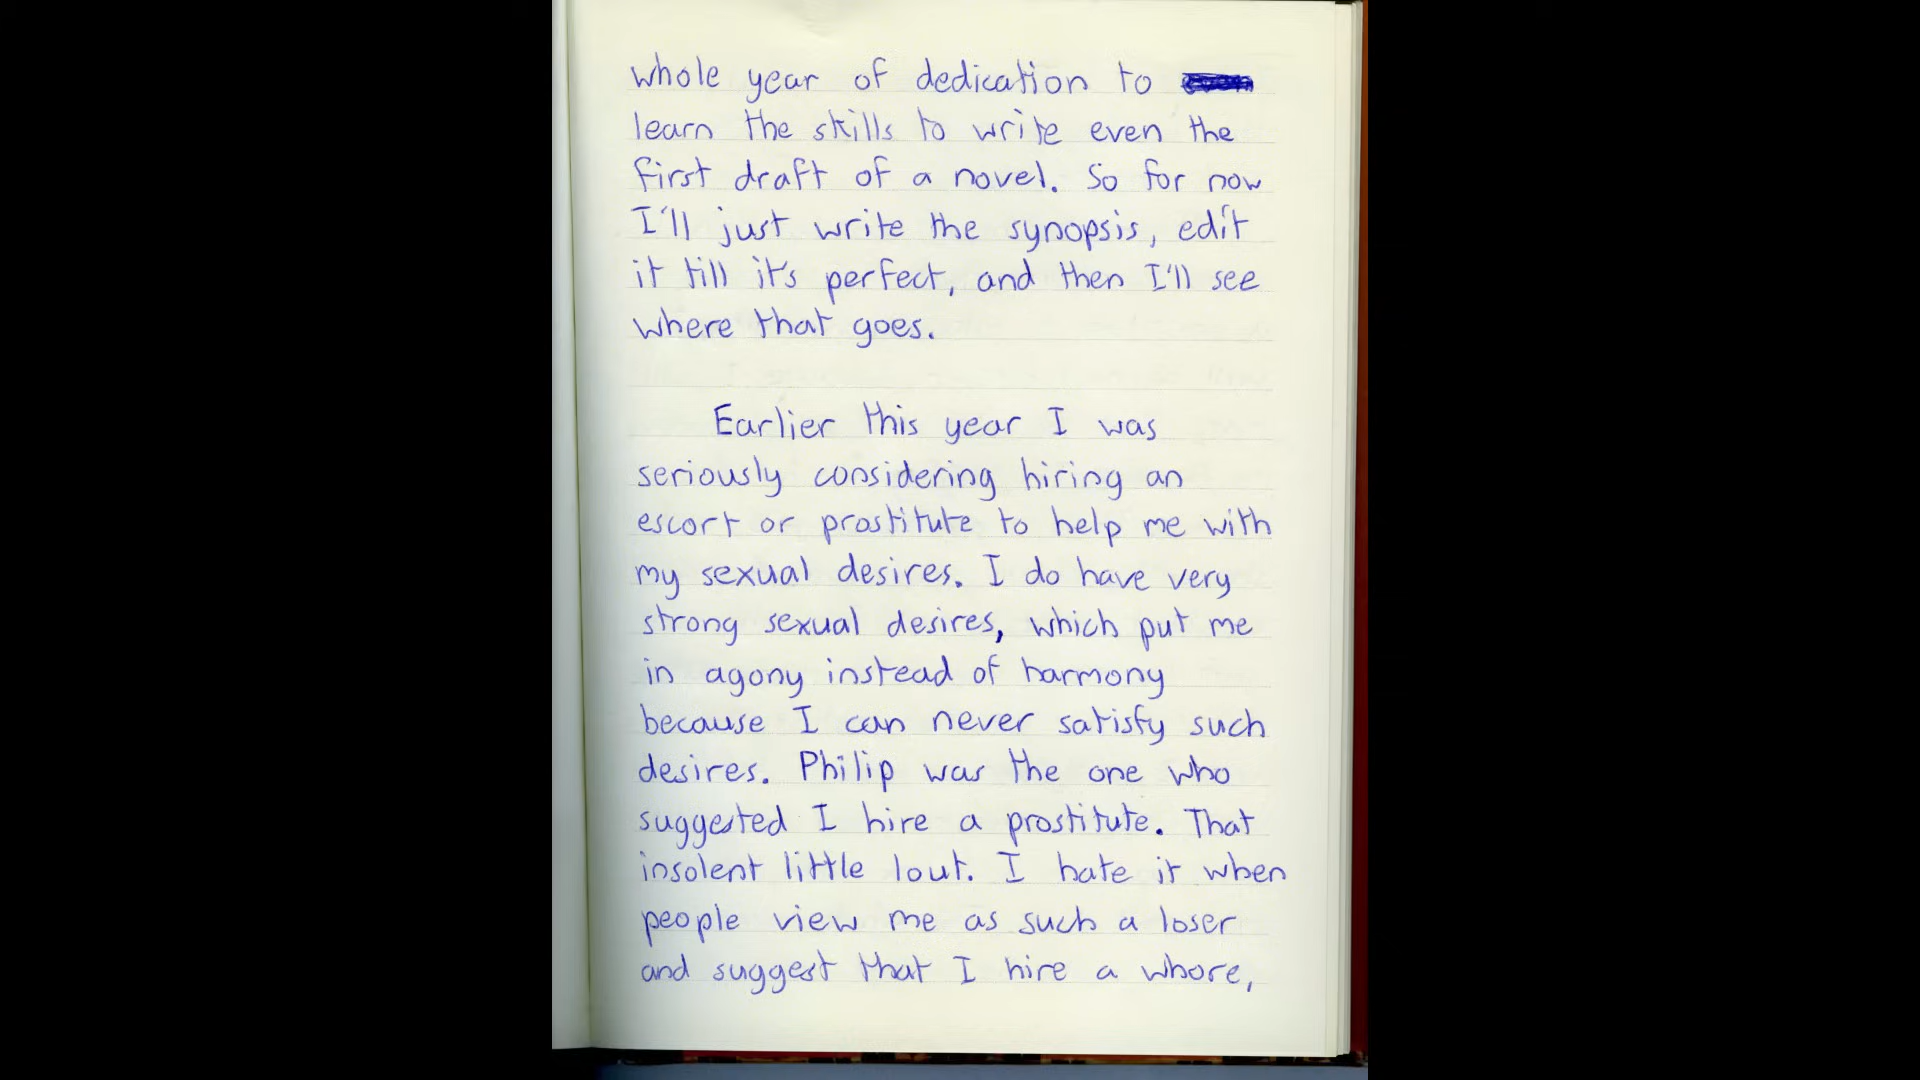 whole year of dedication to
learn the skills to write even the
first draft of a novel. So for now
I'll just write the synopsis, edit
it till it's perfect, and then I'll see
where that goes.
Earlier this year I was
seriously considering hiring an
escort or prostitute to help me with
my sexual desires. I do have very
strong sexual desires, which put me
in agony instead of harmony
because I can never satisfy such
desires. Philip was the one who
suggested I hire a prostitute. That
insolent little lout. I hate it when
people view me as such a loser
and suggest that I hire a whore,